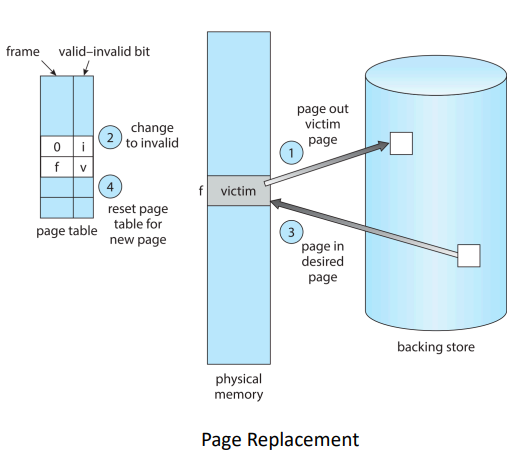 frame
valid–invalid bit
0 i
f v
2
change
to invalid
4
reset page
table for
new page
page table
f
victim
physical
memory
page out
victim
page
1
3
page in
desired
page
backing store
Page Replacement